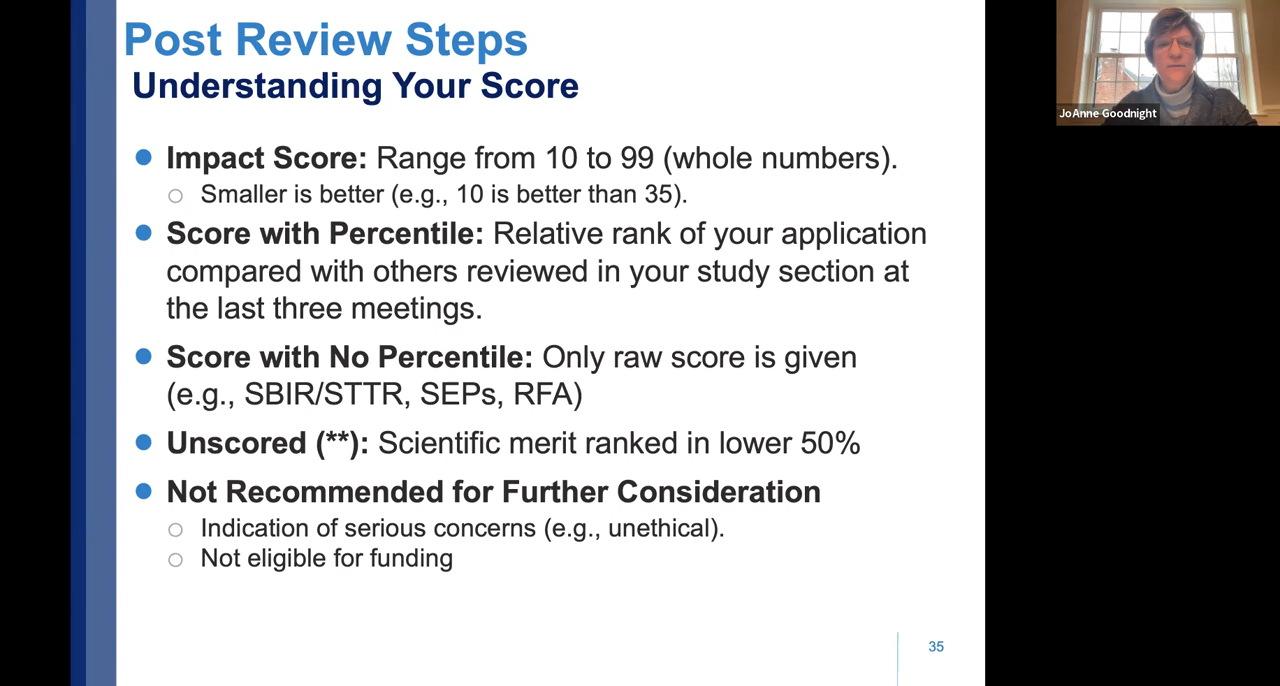 Post Review Steps
Understanding Your Score
Impact Score: Range from 10 to 99 (whole numbers).
Smaller is better (e.g., 10 is better than 35).
Score with Percentile: Relative rank of your application
compared with others reviewed in your study section at
the last three meetings.
Score with No Percentile: Only raw score is given
(e.g., SBIR/STTR, SEPs, RFA)
Unscored (**): Scientific merit ranked in lower 50%
Not Recommended for Further Consideration
Indication of serious concerns (e.g., unethical).
Not eligible for funding
35
JoAnne Goodnight